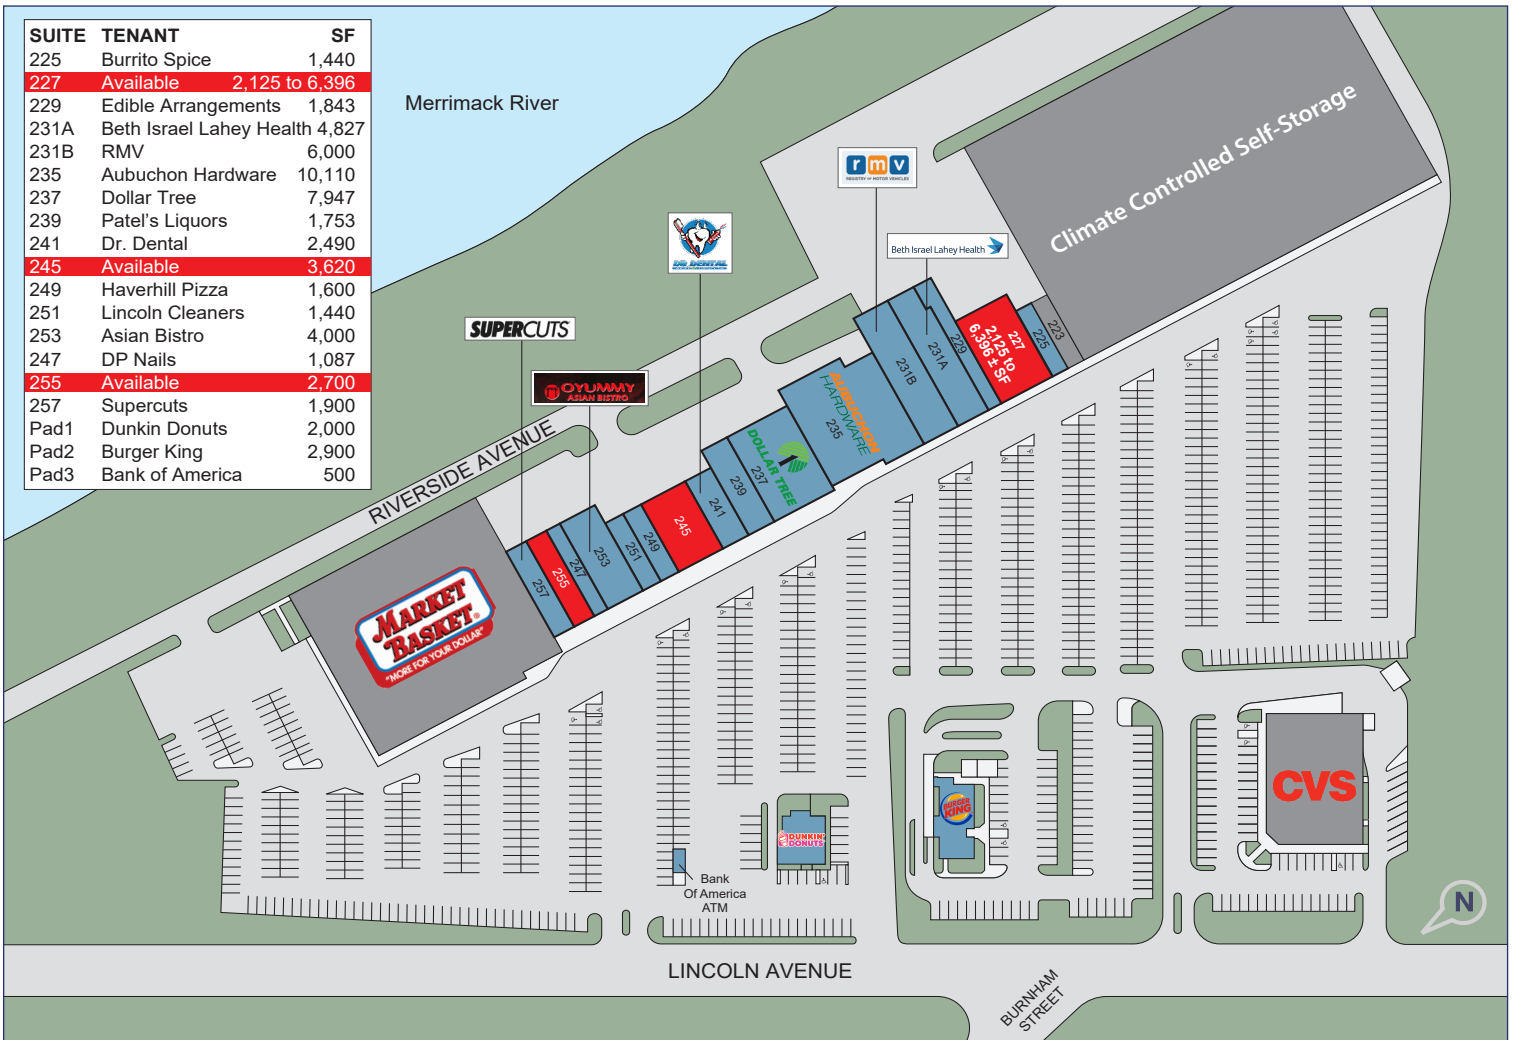 SUITE TENANT SF
225 Burrito Spice 1,440
227 Available 2,125 to 6,396
229 Edible Arrangements 1,843
231A Beth Israel Lahey Health 4,827
231B RMV 6,000
235 Aubuchon Hardware 10,110
237 Dollar Tree 7,947
239 Patel's Liquors 1,753
241 Dr. Dental 2,490
245 Available 3,620
249 Haverhill Pizza 1,600
251 Lincoln Cleaners 1,440
253 Asian Bistro 4,000
247 DP Nails 1,087
255 Available 2,700
257 Supercuts 1,900
Pad1 Dunkin Donuts 2,000
Pad2 Burger King 2,900
Pad3 Bank of America 500
Merrimack River
Climate Controlled Self-Storage
rmv
REGISTRY OF MOTOR VEHICLES
Beth Israel Lahey Health
DR DENTAL
SUPERCUTS
OYUMMY
ASIAN BISTRO
RIVERSIDE AVENUE
223
225
227
2,125 to
6,396 ± SF
229
231A
231B
AUBUCHON
HARDWARE
235
DOLLAR TREE
237
239
241
245
249
251
253
247
255
257
MARKET
BASKET
"MORE FOR YOUR DOLLAR"
CVS
BURGER
KING
DUNKIN'
DONUTS
Bank
Of America
ATM
N
LINCOLN AVENUE
BURNHAM
STREET